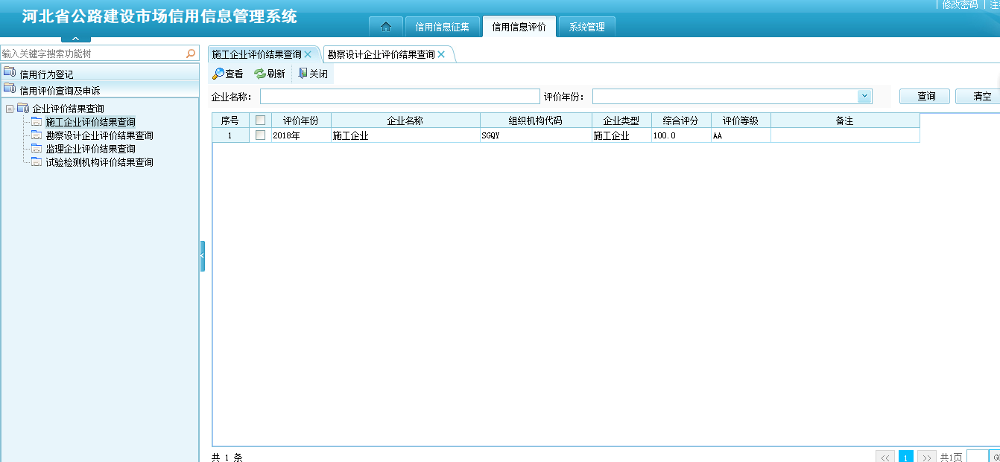 河北省公路建设市场信用信息管理系统
修改密码
信用信息征集 信用信息评价 系统管理
输入关键字搜索功能树
信用行为登记
信用评价查询及申诉
企业评价结果查询
施工企业评价结果查询
勘察设计企业评价结果查询
监理企业评价结果查询
试验检测机构评价结果查询
施工企业评价结果查询 勘察设计企业评价结果查询
查看 刷新 关闭
企业名称: 评价年份: 查询 清空
序号 评价年份 企业名称 组织机构代码 企业类型 综合评分 评价等级 备注
1 2018年 施工企业 SGQY 施工企业 100.0 AA
共 1 条
<< 1 >> 共1页